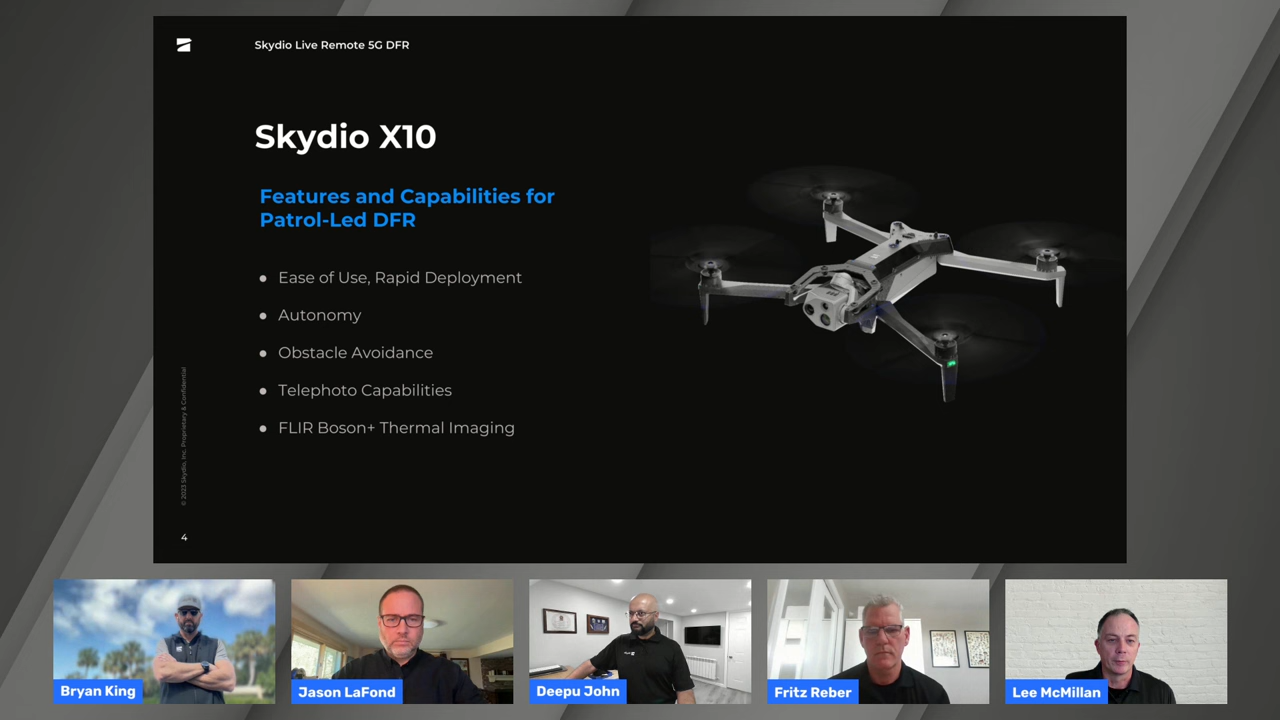 Skydio Live Remote 5G DFR
Skydio X10
Features and Capabilities for
Patrol-Led DFR
Ease of Use, Rapid Deployment
Autonomy
Obstacle Avoidance
Telephoto Capabilities
FLIR Boson+ Thermal Imaging
© 2023 Skydio, Inc. Proprietary & Confidential
4
Bryan King
Jason LaFond
Deepu John
Fritz Reber
Lee McMillan